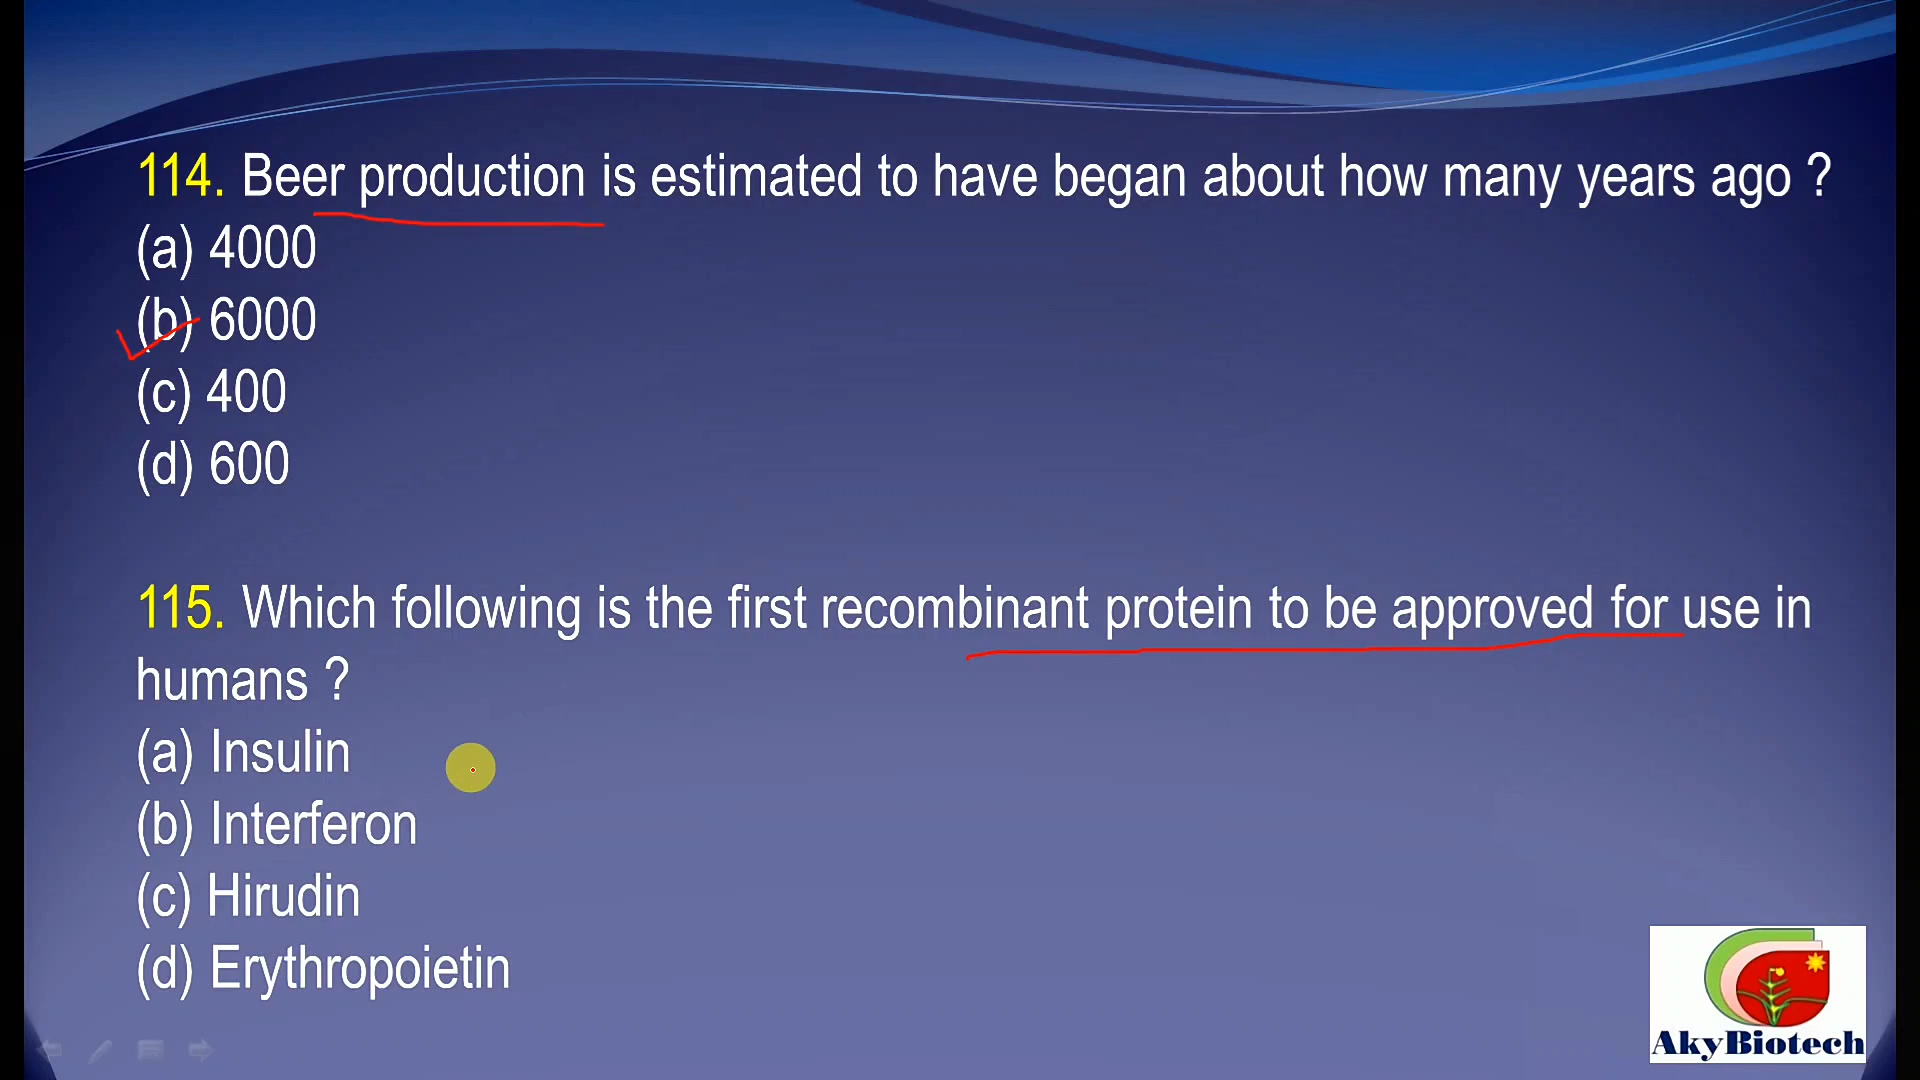 114. Beer production is estimated to have began about how many years ago ?
(a) 4000
(b) 6000
(c) 400
(d) 600
115. Which following is the first recombinant protein to be approved for use in
humans ?
(a) Insulin
(b) Interferon
(c) Hirudin
(d) Erythropoietin
AkyBiotech